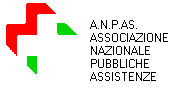 A.N.P.AS.
ASSOCIAZIONE
NAZIONALE
PUBBLICHE
ASSISTENZE